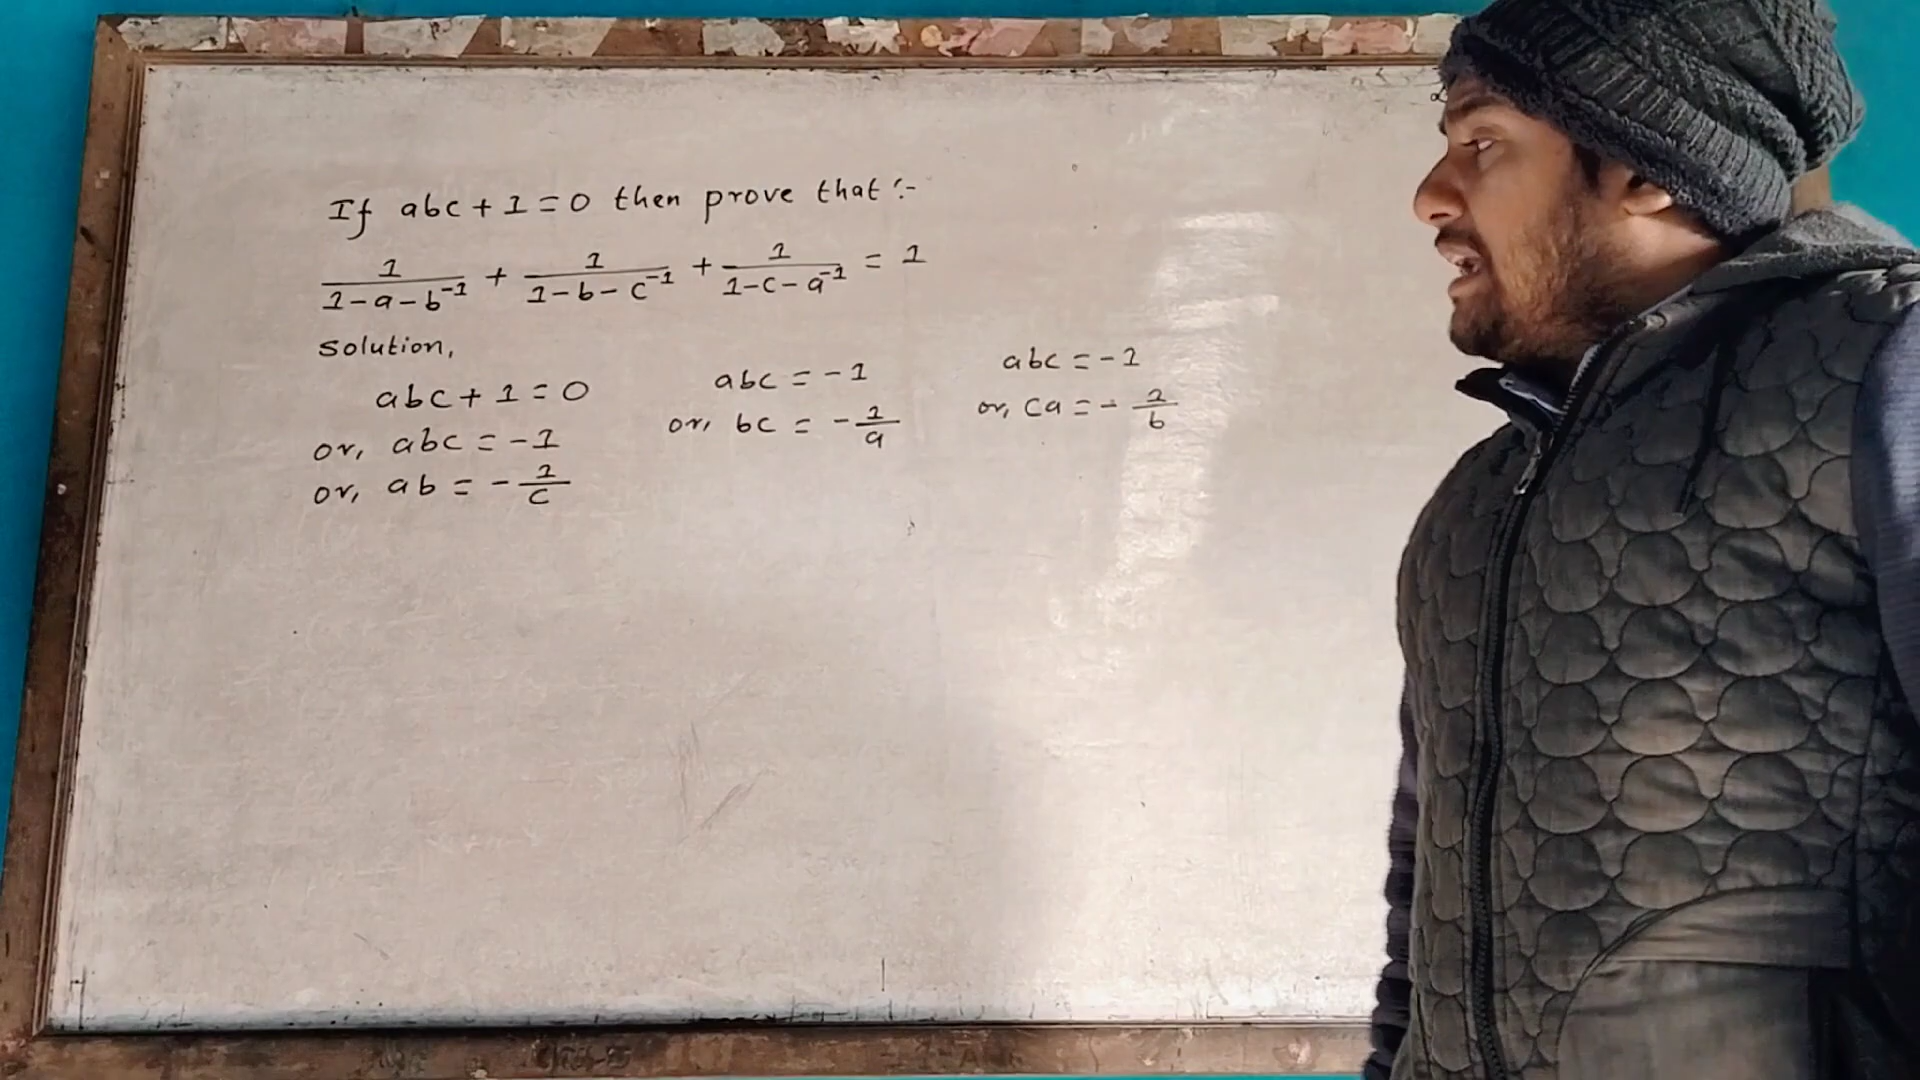 If abc + 1 = 0 then prove that :-
1/(1-a-b⁻¹) + 1/(1-b-c⁻¹) + 1/(1-c-a⁻¹) = 1
Solution,
abc + 1 = 0
or, abc = -1
or, ab = - 1/c
abc = -1
or, bc = - 1/a
abc = -1
or, ca = - 1/b